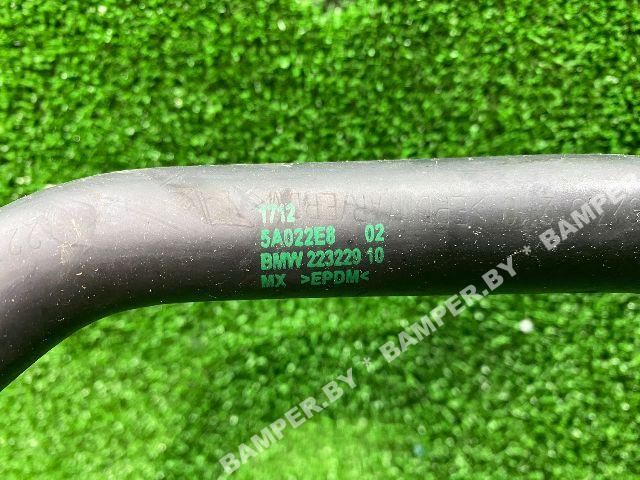 1712
5A022E8 02
BMW 223229 10
MX >EPDM<
BAMPER.BY * BAMPER.BY * BAMPER.BY